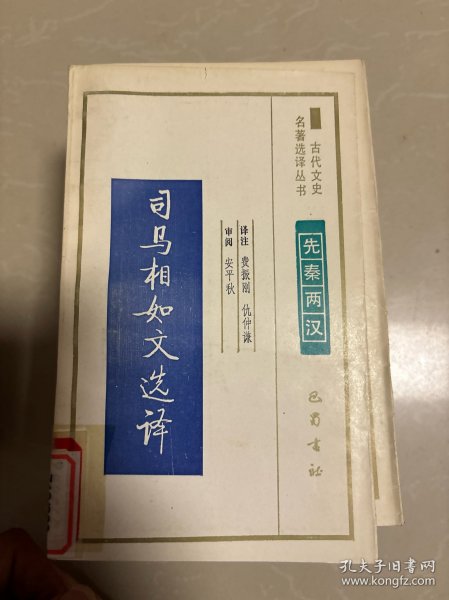 古代文史
名著选译丛书
先秦两汉
巴蜀书社
译注 费振刚 仇仲谦
审阅 安平秋
司马相如文选译
孔夫子旧书网
www.kongfz.com